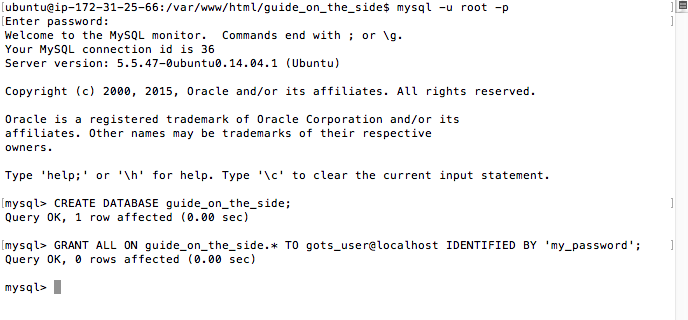 [ubuntu@ip-172-31-25-66:/var/www/html/guide_on_the_side$ mysql -u root -p ]
[Enter password: ]
Welcome to the MySQL monitor.  Commands end with ; or \g.
Your MySQL connection id is 36
Server version: 5.5.47-0ubuntu0.14.04.1 (Ubuntu)

Copyright (c) 2000, 2015, Oracle and/or its affiliates. All rights reserved.

Oracle is a registered trademark of Oracle Corporation and/or its
affiliates. Other names may be trademarks of their respective
owners.

Type 'help;' or '\h' for help. Type '\c' to clear the current input statement.

[mysql> CREATE DATABASE guide_on_the_side; ]
Query OK, 1 row affected (0.00 sec)

[mysql> GRANT ALL ON guide_on_the_side.* TO gots_user@localhost IDENTIFIED BY 'my_password'; ]
Query OK, 0 rows affected (0.00 sec)

mysql>